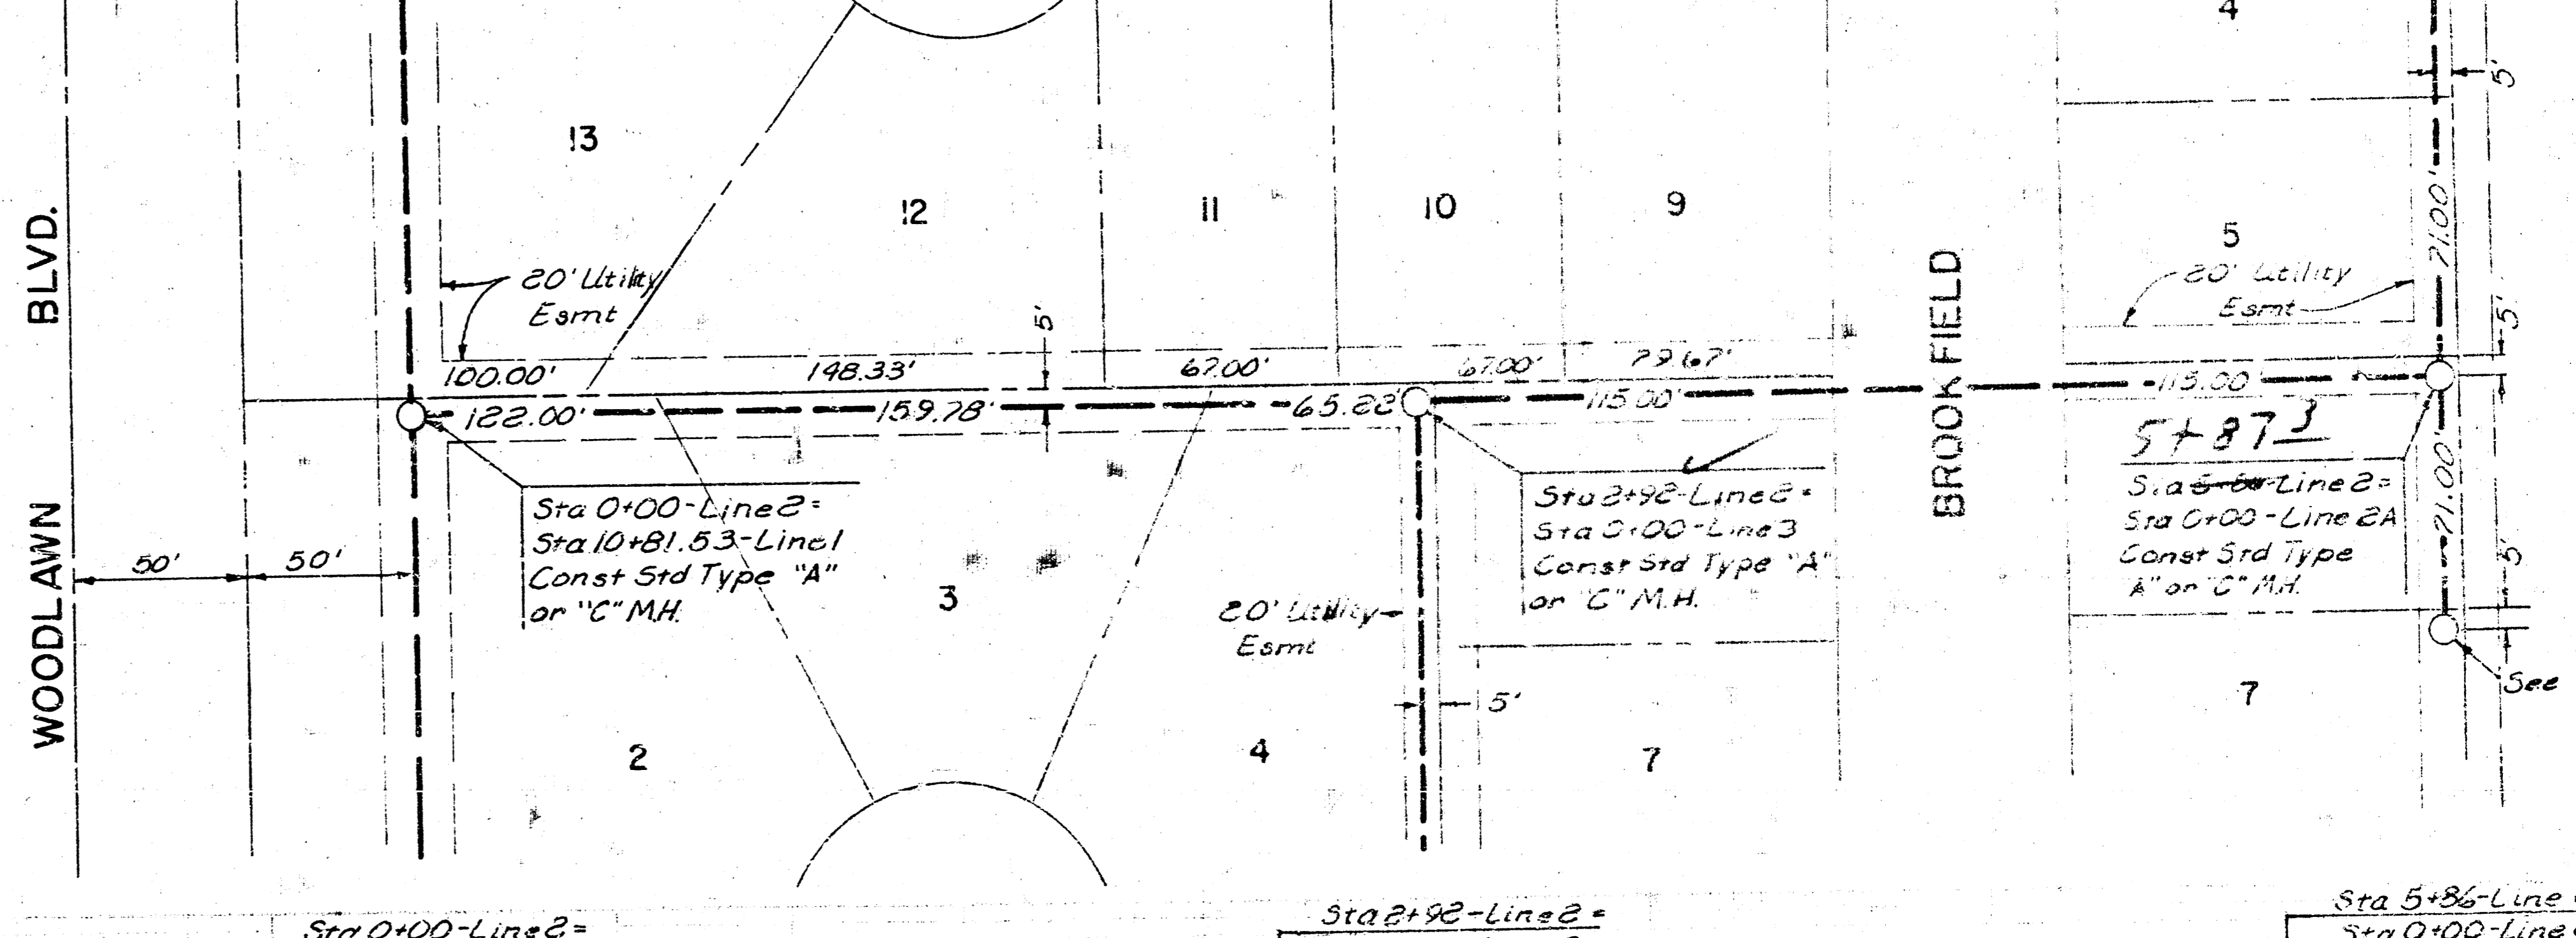 4
5'
13
12
11
10
9
5
71.00'
BLVD.
WOODLAWN
BROOKFIELD
20' Utility
Esmt
20' Utility
Esmt
5'
5'
100.00'
148.33'
67.00'
67.00'
79.67'
122.00'
159.78'
65.22'
115.00'
115.00'
5+87 3
Sta Line 2=
Sta 0+00-Line 2A
Const Std Type
"A" or "C" M.H.
71.00'
5'
Sta 0+00-Line 2=
Sta 10+81.53-Line 1
Const Std Type "A"
or "C" M.H.
Sta 2+92-Line 2=
Sta 0+00-Line 3
Const Std Type "A"
or "C" M.H.
50'
50'
3
20' Utility
Esmt
5'
See
2
4
7
7
Sta 0+00-Line 2=
Sta 2+92-Line 2=
Sta 5+86-Line
Sta 0+00-Line